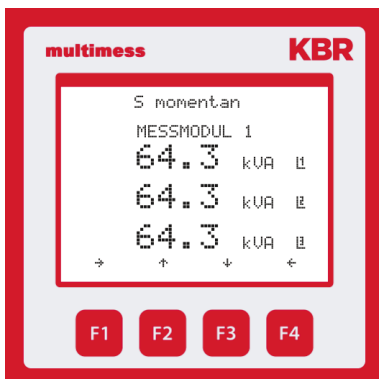 multimess KBR
S momentan
MESSMODUL 1
64.3 kVA L1
64.3 kVA L2
64.3 kVA L3
→ ↑ ↓ ←
F1 F2 F3 F4